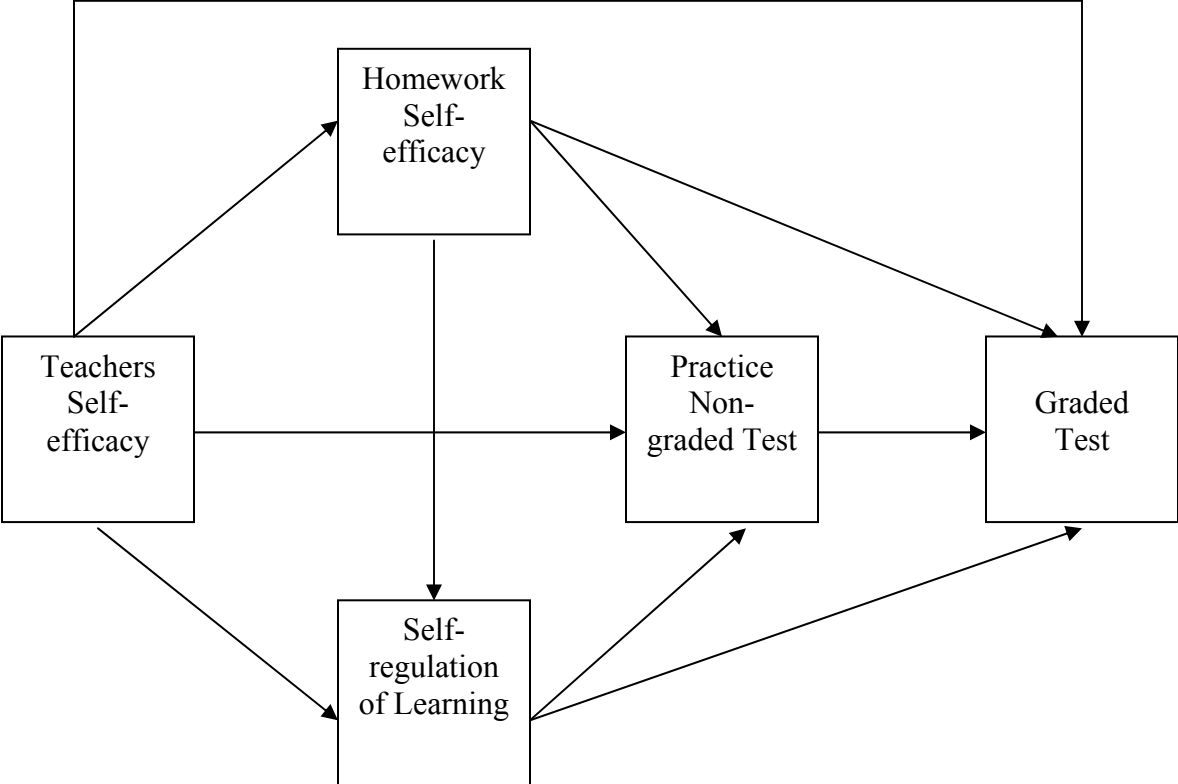 Homework
Self-
efficacy
Teachers
Self-
efficacy
Practice
Non-
graded Test
Graded
Test
Self-
regulation
of Learning